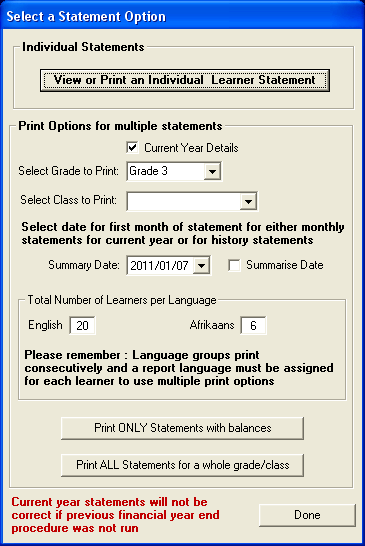 Select a Statement Option
Individual Statements
View or Print an Individual Learner Statement
Print Options for multiple statements
Current Year Details
Select Grade to Print: Grade 3
Select Class to Print:
Select date for first month of statement for either monthly
statements for current year or for history statements
Summary Date: 2011/01/07 Summarise Date
Total Number of Learners per Language
English 20 Afrikaans 6
Please remember : Language groups print
consecutively and a report language must be assigned
for each learner to use multiple print options
Print ONLY Statements with balances
Print ALL Statements for a whole grade/class
Current year statements will not be
correct if previous financial year end
procedure was not run
Done